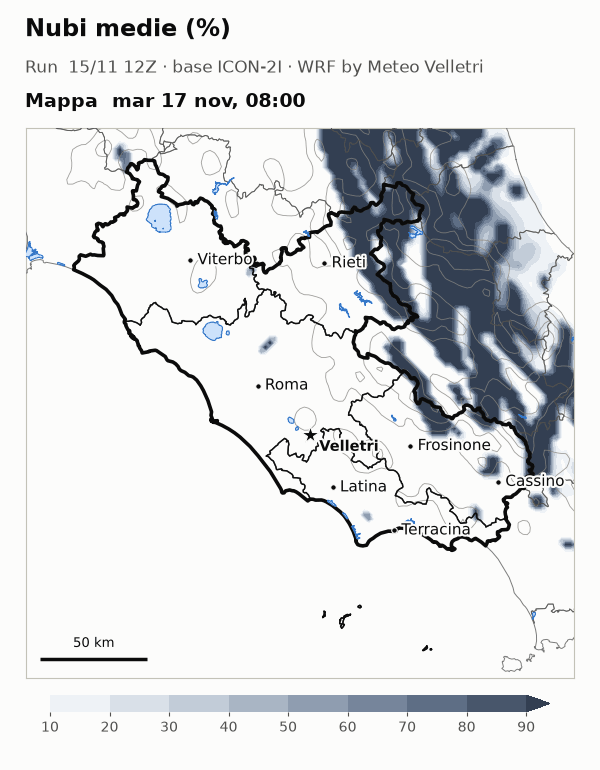 Nubi medie (%)
Run  15/11 12Z · base ICON-2I · WRF by Meteo Velletri
Mappa  mar 17 nov, 08:00
Viterbo
Rieti
Roma
Velletri
Frosinone
Cassino
Latina
Terracina
50 km
10 20 30 40 50 60 70 80 90